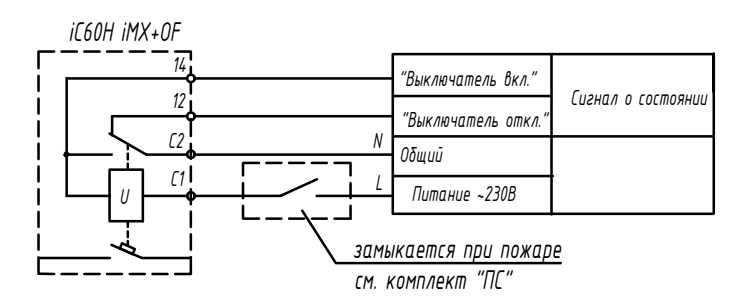 iC60H iMX+OF
14
"Выключатель вкл."
Сигнал о состоянии
12
"Выключатель откл."
C2
N
Общий
U
C1
L
Питание ~230В
замыкается при пожаре
см. комплект "ПС"